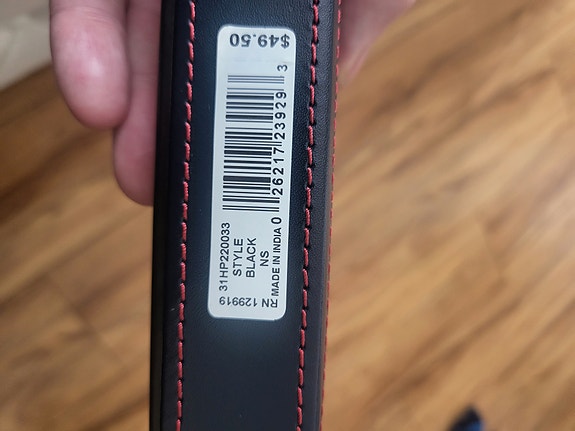 $49.50
31HP220033
STYLE
BLACK
NS
MADE IN INDIA
0 26217 23929 3
RN 129919